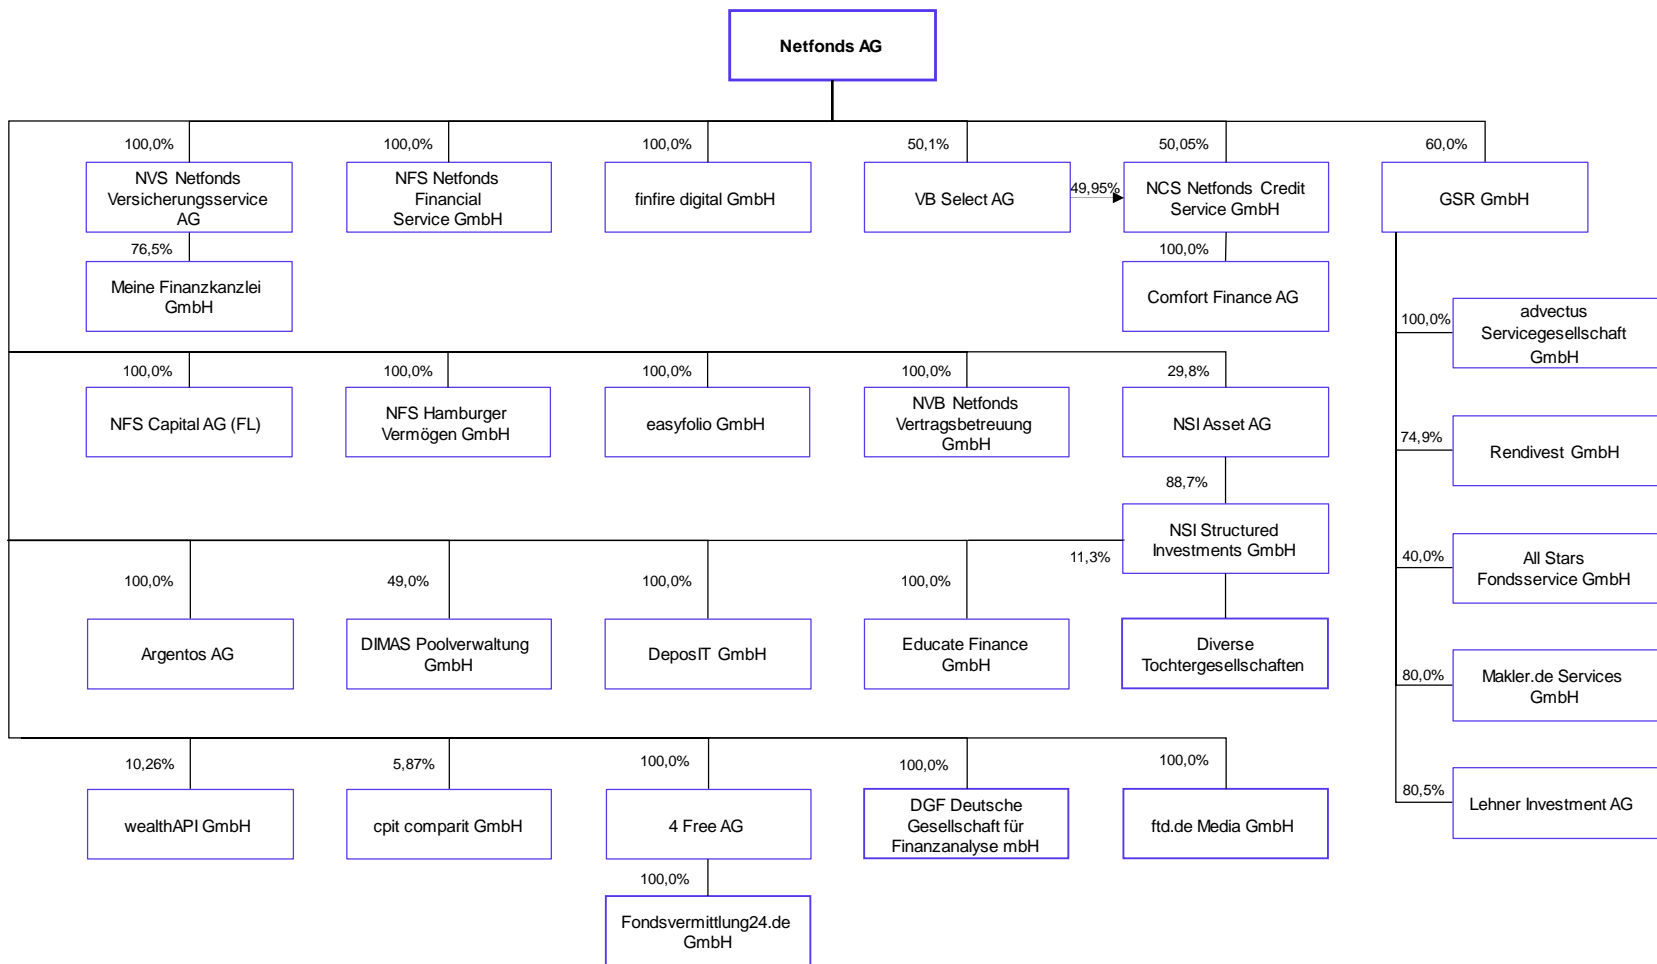 Netfonds AG
100,0%
100,0%
100,0%
50,1%
50,05%
60,0%
NVS Netfonds
Versicherungsservice
AG
NFS Netfonds
Financial
Service GmbH
finfire digital GmbH
VB Select AG
49,95%
NCS Netfonds Credit
Service GmbH
GSR GmbH
76,5%
100,0%
Meine Finanzkanzlei
GmbH
Comfort Finance AG
100,0%
advectus
Servicegesellschaft
GmbH
100,0%
100,0%
100,0%
100,0%
29,8%
NFS Capital AG (FL)
NFS Hamburger
Vermögen GmbH
easyfolio GmbH
NVB Netfonds
Vertragsbetreuung
GmbH
NSI Asset AG
74,9%
Rendivest GmbH
88,7%
NSI Structured
Investments GmbH
11,3%
40,0%
All Stars
Fondsservice GmbH
100,0%
49,0%
100,0%
100,0%
Argentos AG
DIMAS Poolverwaltung
GmbH
DeposIT GmbH
Educate Finance
GmbH
Diverse
Tochtergesellschaften
80,0%
Makler.de Services
GmbH
10,26%
5,87%
100,0%
100,0%
100,0%
wealthAPI GmbH
cpit comparit GmbH
4 Free AG
DGF Deutsche
Gesellschaft für
Finanzanalyse mbH
ftd.de Media GmbH
80,5%
Lehner Investment AG
100,0%
Fondsvermittlung24.de
GmbH